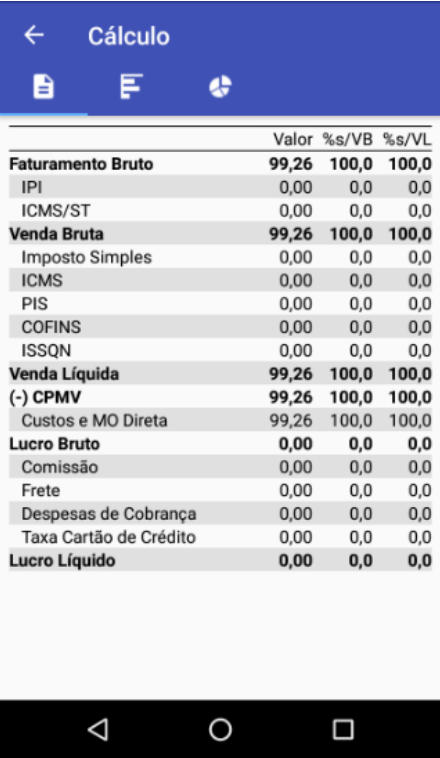 Cálculo
Valor %s/VB %s/VL
Faturamento Bruto 99,26 100,0 100,0
IPI 0,00 0,0 0,0
ICMS/ST 0,00 0,0 0,0
Venda Bruta 99,26 100,0 100,0
Imposto Simples 0,00 0,0 0,0
ICMS 0,00 0,0 0,0
PIS 0,00 0,0 0,0
COFINS 0,00 0,0 0,0
ISSQN 0,00 0,0 0,0
Venda Líquida 99,26 100,0 100,0
(-) CPMV 99,26 100,0 100,0
Custos e MO Direta 99,26 100,0 100,0
Lucro Bruto 0,00 0,0 0,0
Comissão 0,00 0,0 0,0
Frete 0,00 0,0 0,0
Despesas de Cobrança 0,00 0,0 0,0
Taxa Cartão de Crédito 0,00 0,0 0,0
Lucro Líquido 0,00 0,0 0,0